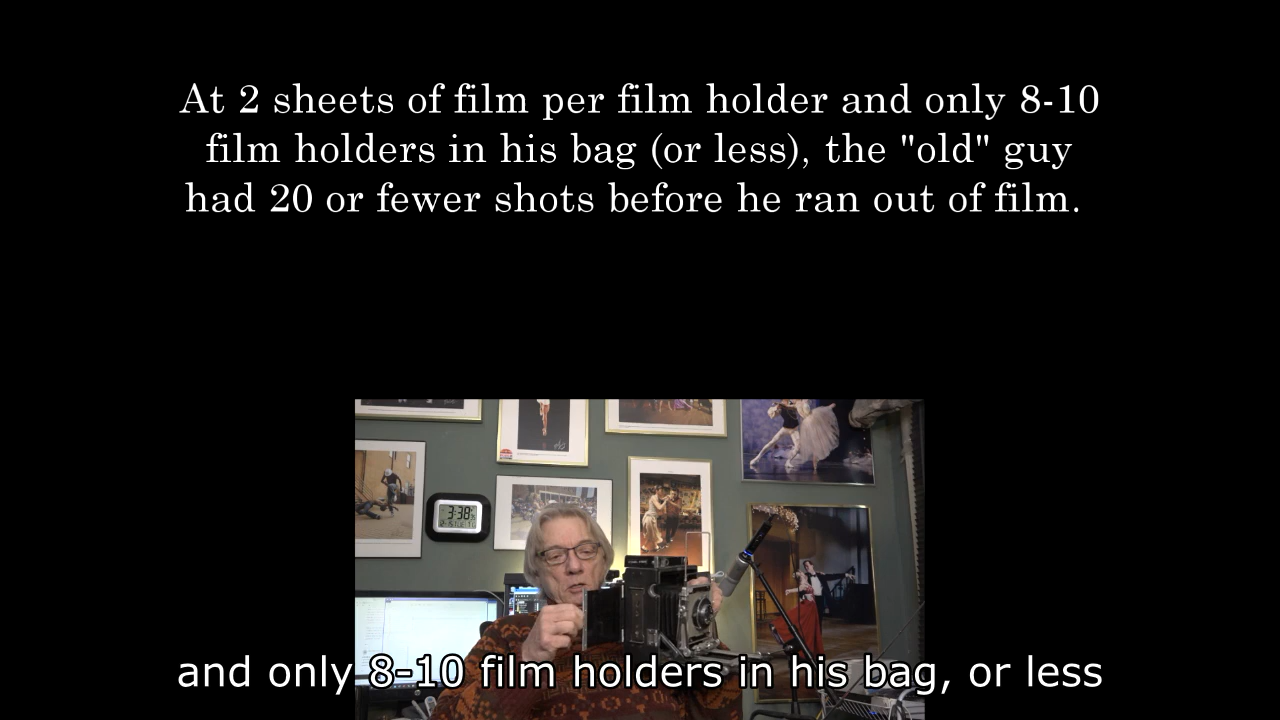 At 2 sheets of film per film holder and only 8-10
film holders in his bag (or less), the "old" guy
had 20 or fewer shots before he ran out of film.
3:38
and only 8-10 film holders in his bag, or less